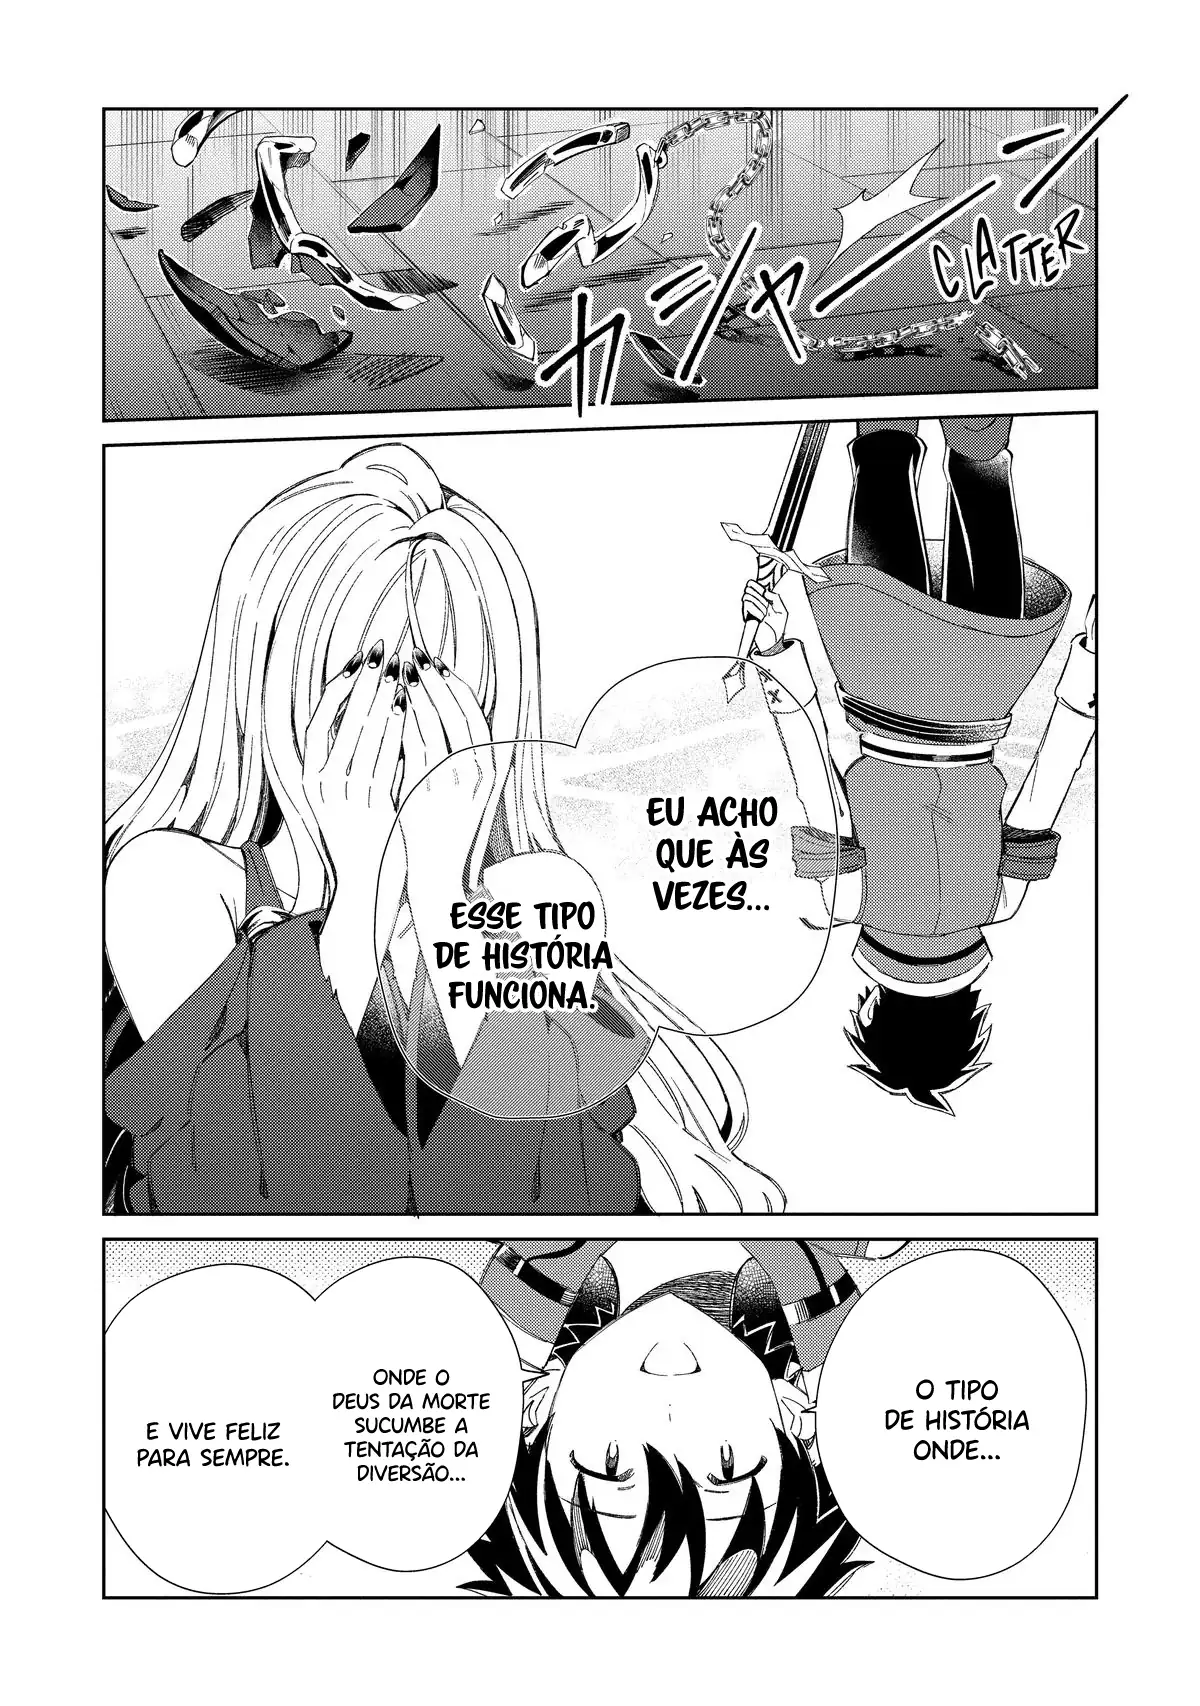 ガシャーン
CLATTER
EU ACHO
QUE ÀS
VEZES...
ESSE TIPO
DE HISTÓRIA
FUNCIONA.
O TIPO
DE HISTÓRIA
ONDE...
ONDE O
DEUS DA MORTE
SUCUMBE A
TENTAÇÃO DA
DIVERSÃO...
E VIVE FELIZ
PARA SEMPRE.